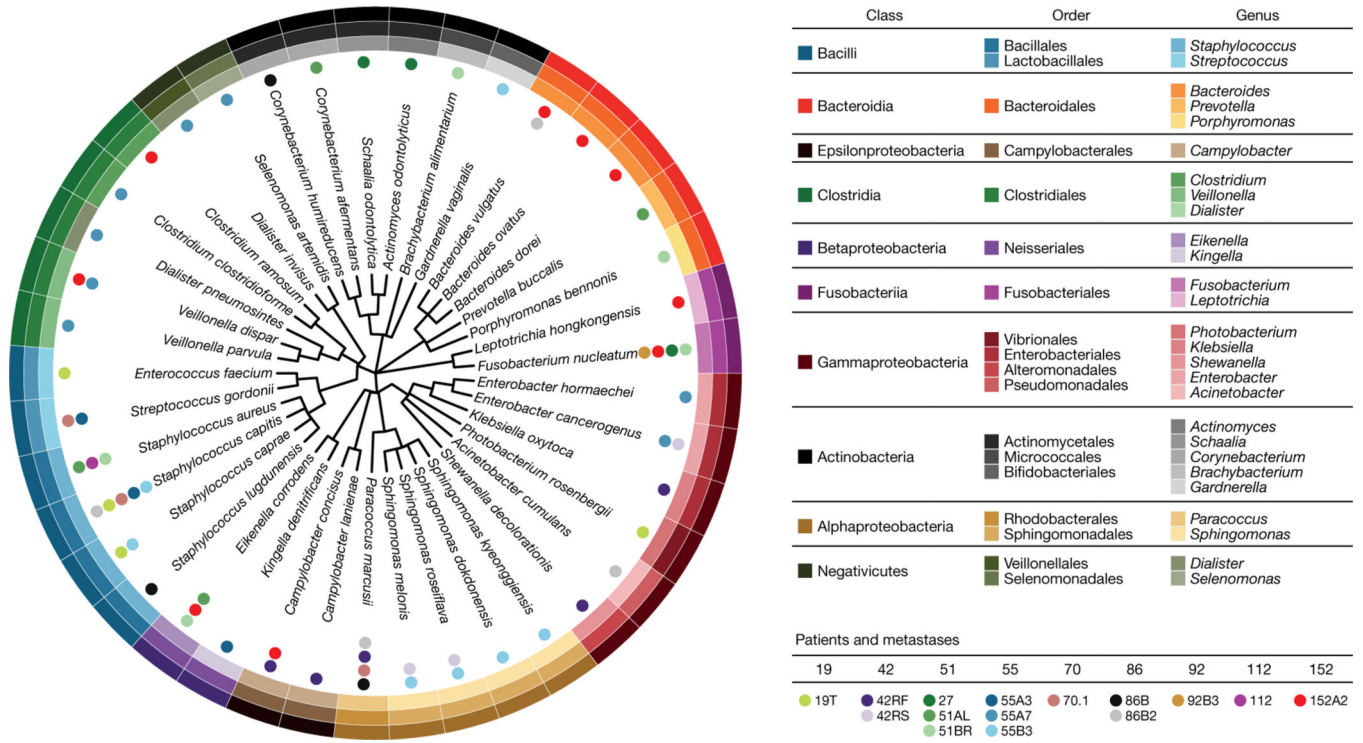 Corynebacterium humireducens
Corynebacterium afermentans
Schaalia odontolytica
Actinomyces odontolyticus
Brachybacterium alimentarium
Gardnerella vaginalis
Bacteroides vulgatus
Bacteroides ovatus
Bacteroides dorei
Prevotella buccalis
Porphyromonas bennonis
Leptotrichia hongkongensis
Fusobacterium nucleatum
Enterobacter hormaechei
Enterobacter cancerogenus
Klebsiella oxytoca
Photobacterium rosenbergii
Acinetobacter cumulans
Shewanella decolorationis
Sphingomonas kyeonggiensis
Sphingomonas dokdonensis
Sphingomonas roseiflava
Sphingomonas melonis
Paracoccus marcusii
Campylobacter lanienae
Campylobacter concisus
Kingella denitrificans
Eikenella corrodens
Staphylococcus lugdunensis
Staphylococcus caprae
Staphylococcus capitis
Staphylococcus aureus
Streptococcus gordonii
Enterococcus faecium
Veillonella parvula
Veillonella dispar
Dialister pneumosintes
Clostridium clostridioforme
Clostridium ramosum
Dialister invisus
Selenomonas artemidis
Class Order Genus
Bacilli Bacillales Staphylococcus
Lactobacillales Streptococcus
Bacteroidia Bacteroidales Bacteroides
Prevotella
Porphyromonas
Epsilonproteobacteria Campylobacterales Campylobacter
Clostridia Clostridiales Clostridium
Veillonella
Dialister
Betaproteobacteria Neisseriales Eikenella
Kingella
Fusobacteriia Fusobacteriales Fusobacterium
Leptotrichia
Gammaproteobacteria Vibrionales Photobacterium
Enterobacteriales Klebsiella
Alteromonadales Shewanella
Pseudomonadales Enterobacter
Acinetobacter
Actinobacteria Actinomycetales Actinomyces
Micrococcales Schaalia
Bifidobacteriales Corynebacterium
Brachybacterium
Gardnerella
Alphaproteobacteria Rhodobacterales Paracoccus
Sphingomonadales Sphingomonas
Negativicutes Veillonellales Dialister
Selenomonadales Selenomonas
Patients and metastases
19 42 51 55 70 86 92 112 152
19T 42RF 27 55A3 70.1 86B 92B3 112 152A2
42RS 51AL 55A7 86B2
51BR 55B3